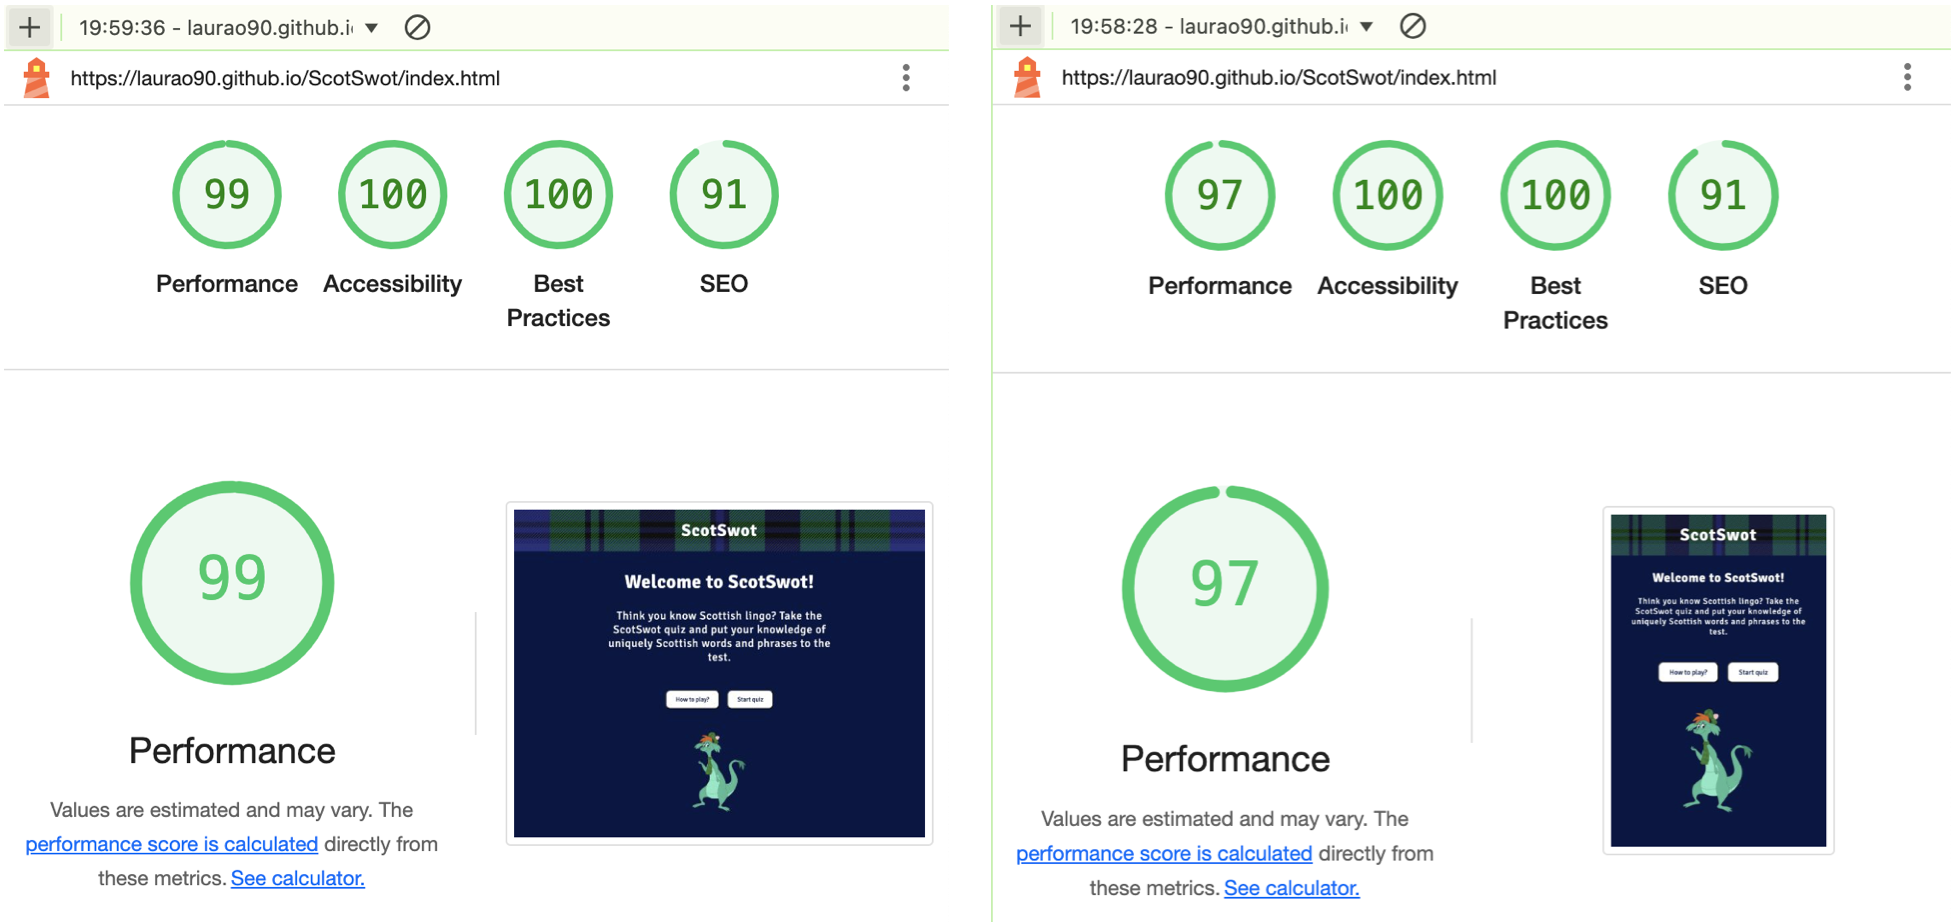 19:59:36 - laurao90.github.i
https://laurao90.github.io/ScotSwot/index.html
99
100
100
91
Performance
Accessibility
Best
Practices
SEO
99
Performance
Values are estimated and may vary. The
performance score is calculated directly from
these metrics. See calculator.
ScotSwot
Welcome to ScotSwot!
Think you know Scottish lingo? Take the
ScotSwot quiz and put your knowledge of
uniquely Scottish words and phrases to the
test.
How to play?
Start quiz
19:58:28 - laurao90.github.i
https://laurao90.github.io/ScotSwot/index.html
97
100
100
91
Performance
Accessibility
Best
Practices
SEO
97
Performance
Values are estimated and may vary. The
performance score is calculated directly from
these metrics. See calculator.
ScotSwot
Welcome to ScotSwot!
Think you know Scottish lingo? Take the
ScotSwot quiz and put your knowledge of
uniquely Scottish words and phrases to the
test.
How to play?
Start quiz